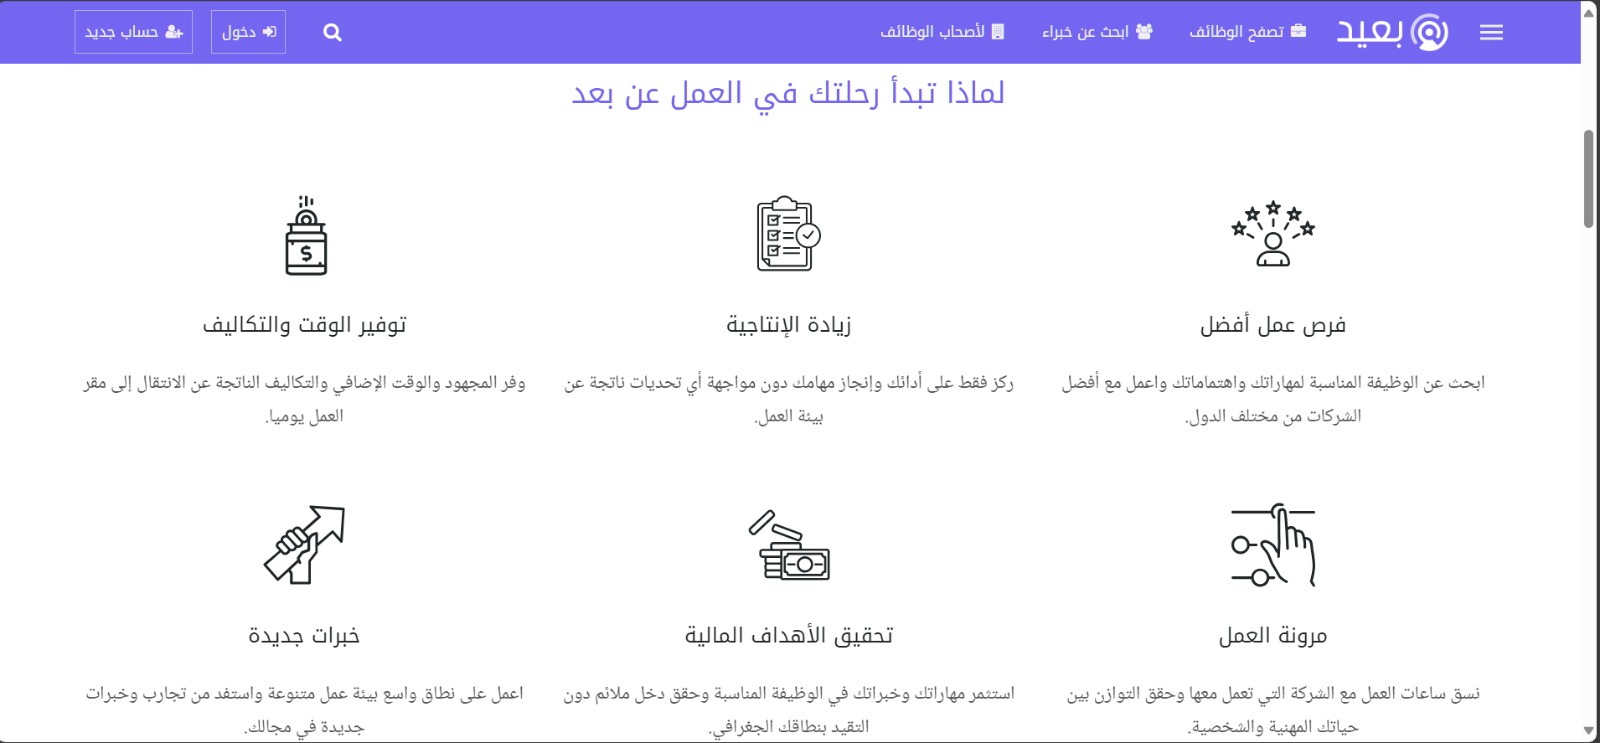 بعيد
تصفح الوظائف
ابحث عن خبراء
لأصحاب الوظائف
دخول
حساب جديد
لماذا تبدأ رحلتك في العمل عن بعد
فرص عمل أفضل
ابحث عن الوظيفة المناسبة لمهاراتك واهتماماتك واعمل مع أفضل
الشركات من مختلف الدول.
زيادة الإنتاجية
ركز فقط على أدائك وإنجاز مهامك دون مواجهة أي تحديات ناتجة عن
بيئة العمل.
$
توفير الوقت والتكاليف
وفر المجهود والوقت الإضافي والتكاليف الناتجة عن الانتقال إلى مقر
العمل يوميا.
مرونة العمل
نسق ساعات العمل مع الشركة التي تعمل معها وحقق التوازن بين
حياتك المهنية والشخصية.
تحقيق الأهداف المالية
استثمر مهاراتك وخبراتك في الوظيفة المناسبة وحقق دخل ملائم دون
التقيد بنطاقك الجغرافي.
خبرات جديدة
اعمل على نطاق واسع بيئة عمل متنوعة واستفد من تجارب وخبرات
جديدة في مجالك.